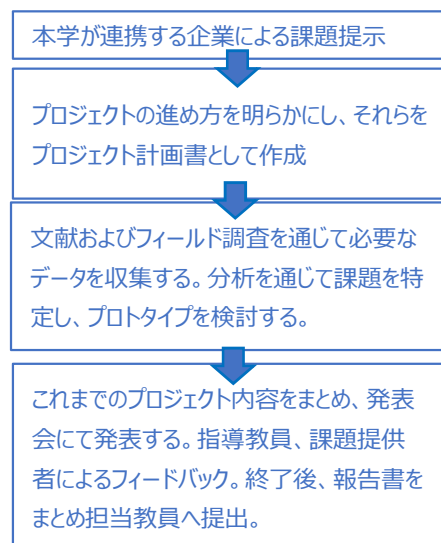 本学が連携する企業による課題提示
プロジェクトの進め方を明らかにし、それらを
プロジェクト計画書として作成
文献およびフィールド調査を通じて必要な
データを収集する。分析を通じて課題を特
定し、プロトタイプを検討する。
これまでのプロジェクト内容をまとめ、発表
会にて発表する。指導教員、課題提供
者によるフィードバック。終了後、報告書を
まとめ担当教員へ提出。